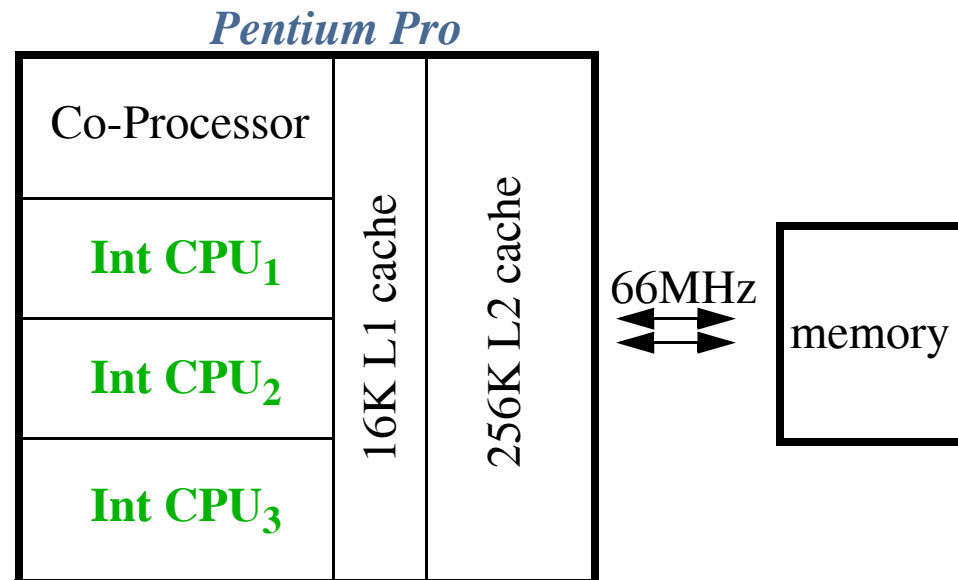 Pentium Pro
Co-Processor
Int CPU₁
Int CPU₂
Int CPU₃
16K L1 cache
256K L2 cache
66MHz
memory